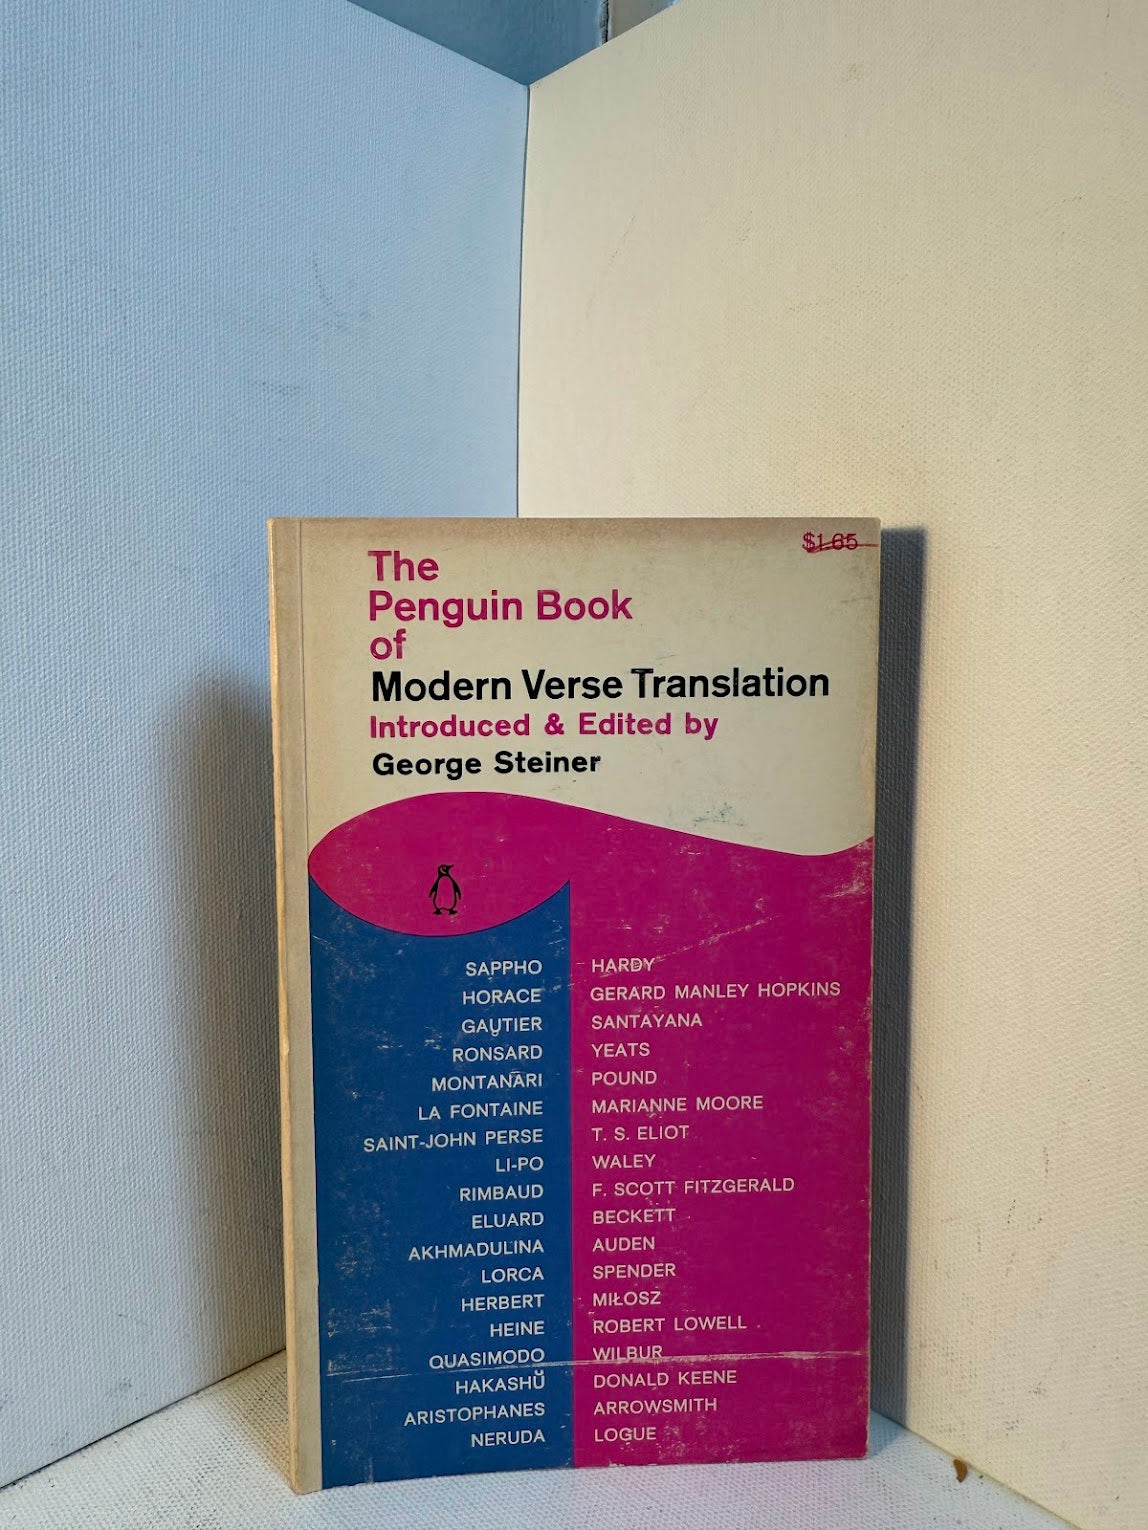 $1.65
The
Penguin Book
of
Modern Verse Translation
Introduced & Edited by
George Steiner
SAPPHO
HORACE
GAUTIER
RONSARD
MONTANARI
LA FONTAINE
SAINT-JOHN PERSE
LI-PO
RIMBAUD
ELUARD
AKHMADULINA
LORCA
HERBERT
HEINE
QUASIMODO
HAKASHŬ
ARISTOPHANES
NERUDA
HARDY
GERARD MANLEY HOPKINS
SANTAYANA
YEATS
POUND
MARIANNE MOORE
T. S. ELIOT
WALEY
F. SCOTT FITZGERALD
BECKETT
AUDEN
SPENDER
MIŁOSZ
ROBERT LOWELL
WILBUR
DONALD KEENE
ARROWSMITH
LOGUE